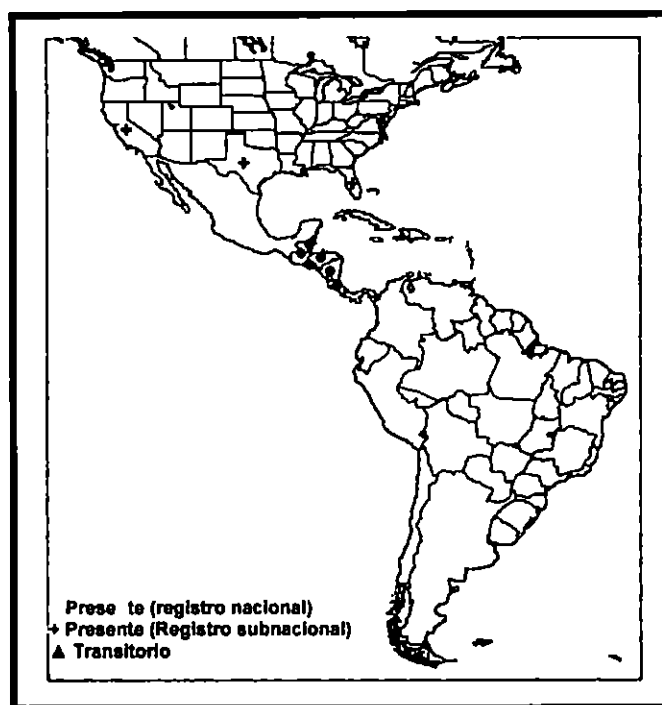 Prese te (registro nacional)
+ Presente (Registro subnacional)
▲ Transitorio